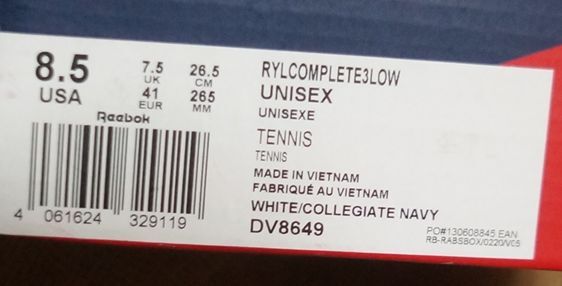 8.5
USA
7.5
UK
41
EUR
26.5
CM
265
MM
Reebok
4 061624 329119
RYLCOMPLETE3LOW
UNISEX
UNISEXE
TENNIS
TENNIS
MADE IN VIETNAM
FABRIQUÉ AU VIETNAM
WHITE/COLLEGIATE NAVY
DV8649
PO#130608845 EAN
RB-RABSBOX/0220/V05